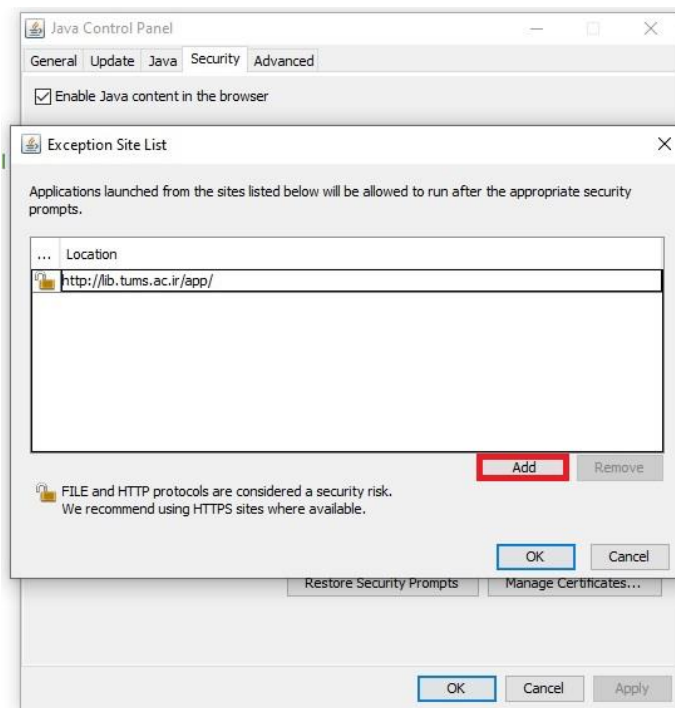 Java Control Panel
General Update Java Security Advanced
Enable Java content in the browser
Exception Site List
Applications launched from the sites listed below will be allowed to run after the appropriate security
prompts.
... Location
http://lib.tums.ac.ir/app/
Add Remove
FILE and HTTP protocols are considered a security risk.
We recommend using HTTPS sites where available.
OK Cancel
Restore Security Prompts Manage Certificates...
OK Cancel Apply